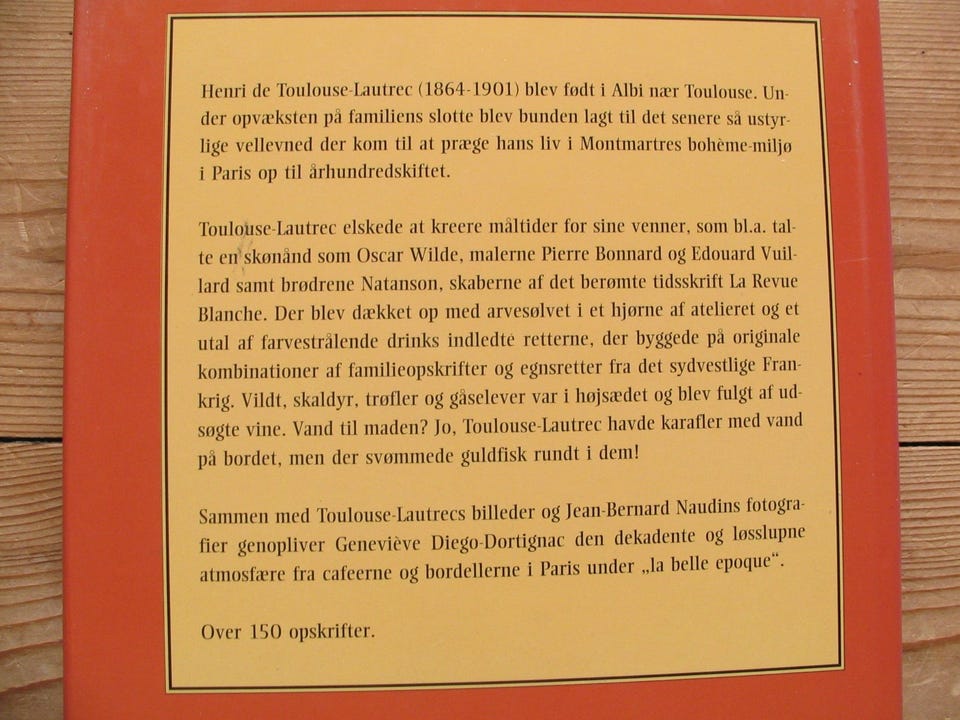 Henri de Toulouse-Lautrec (1864-1901) blev født i Albi nær Toulouse. Un-
der opvæksten på familiens slotte blev bunden lagt til det senere så ustyr-
lige vellevned der kom til at præge hans liv i Montmartres bohème-miljø
i Paris op til århundredskiftet.
Toulouse-Lautrec elskede at kreere måltider for sine venner, som bl.a. tal-
te en skønånd som Oscar Wilde, malerne Pierre Bonnard og Edouard Vuil-
lard samt brødrene Natanson, skaberne af det berømte tidsskrift La Revue
Blanche. Der blev dækket op med arvesølvet i et hjørne af atelieret og et
utal af farvestrålende drinks indledte retterne, der byggede på originale
kombinationer af familieopskrifter og egnsretter fra det sydvestlige Fran-
krig. Vildt, skaldyr, trøfler og gåselever var i højsædet og blev fulgt af ud-
søgte vine. Vand til maden? Jo, Toulouse-Lautrec havde karafler med vand
på bordet, men der svømmede guldfisk rundt i dem!
Sammen med Toulouse-Lautrecs billeder og Jean-Bernard Naudins fotogra-
fier genopliver Geneviève Diego-Dortignac den dekadente og løsslupne
atmosfære fra cafeerne og bordellerne i Paris under „la belle epoque“.
Over 150 opskrifter.